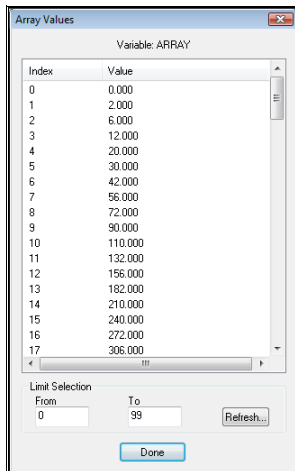 Array Values
Variable: ARRAY
Index Value
0 0.000
1 2.000
2 6.000
3 12.000
4 20.000
5 30.000
6 42.000
7 56.000
8 72.000
9 90.000
10 110.000
11 132.000
12 156.000
13 182.000
14 210.000
15 240.000
16 272.000
17 306.000
Limit Selection
From To
0 99 Refresh...
Done